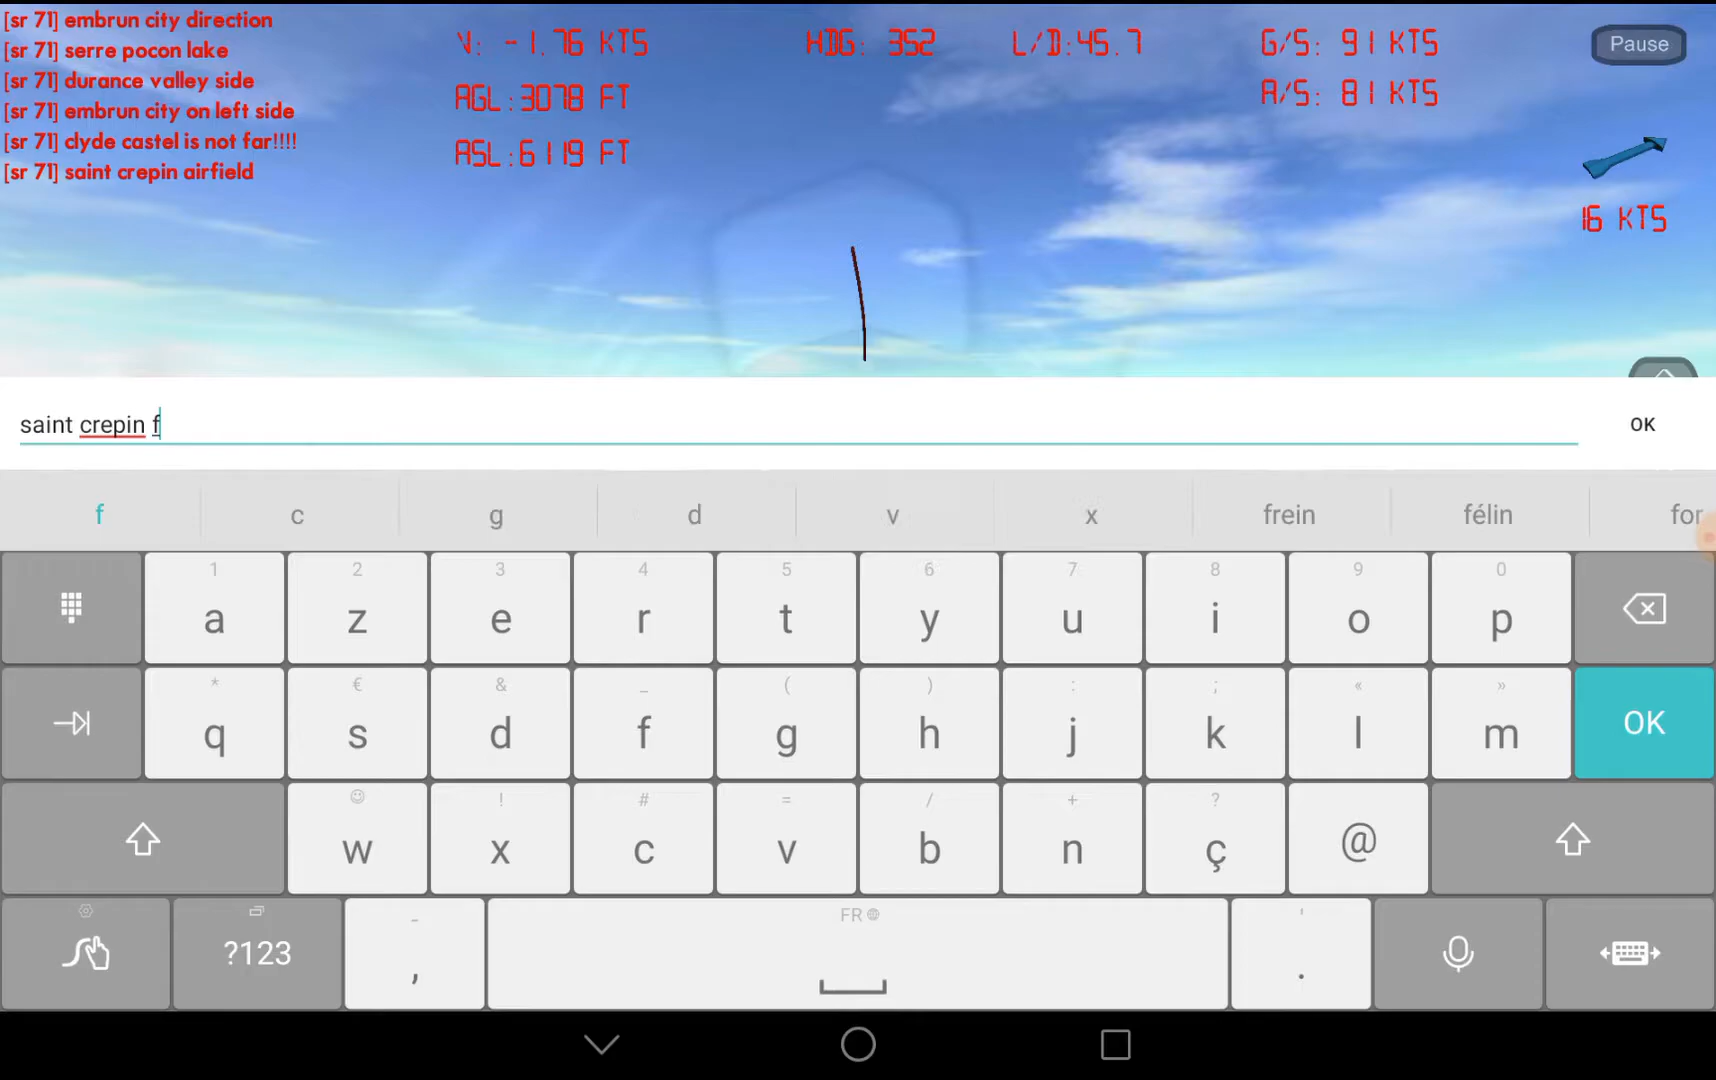 [sr 71] embrun city direction
[sr 71] serre pocon lake
[sr 71] durance valley side
[sr 71] embrun city on left side
[sr 71] clyde castel is not far!!!!
[sr 71] saint crepin airfield
V: -1.76 KTS
AGL:3078 FT
ASL:6119 FT
HDG: 352
L/D:45.7
G/S: 91 KTS
A/S: 81 KTS
Pause
16 KTS
saint crepin f
OK
f c g d v x frein félin for
1 2 3 4 5 6 7 8 9 0
a z e r t y u i o p
* € & _ ( ) : ; « »
q s d f g h j k l m OK
! # = / + ?
w x c v b n ç @
- FR '
?123 , .